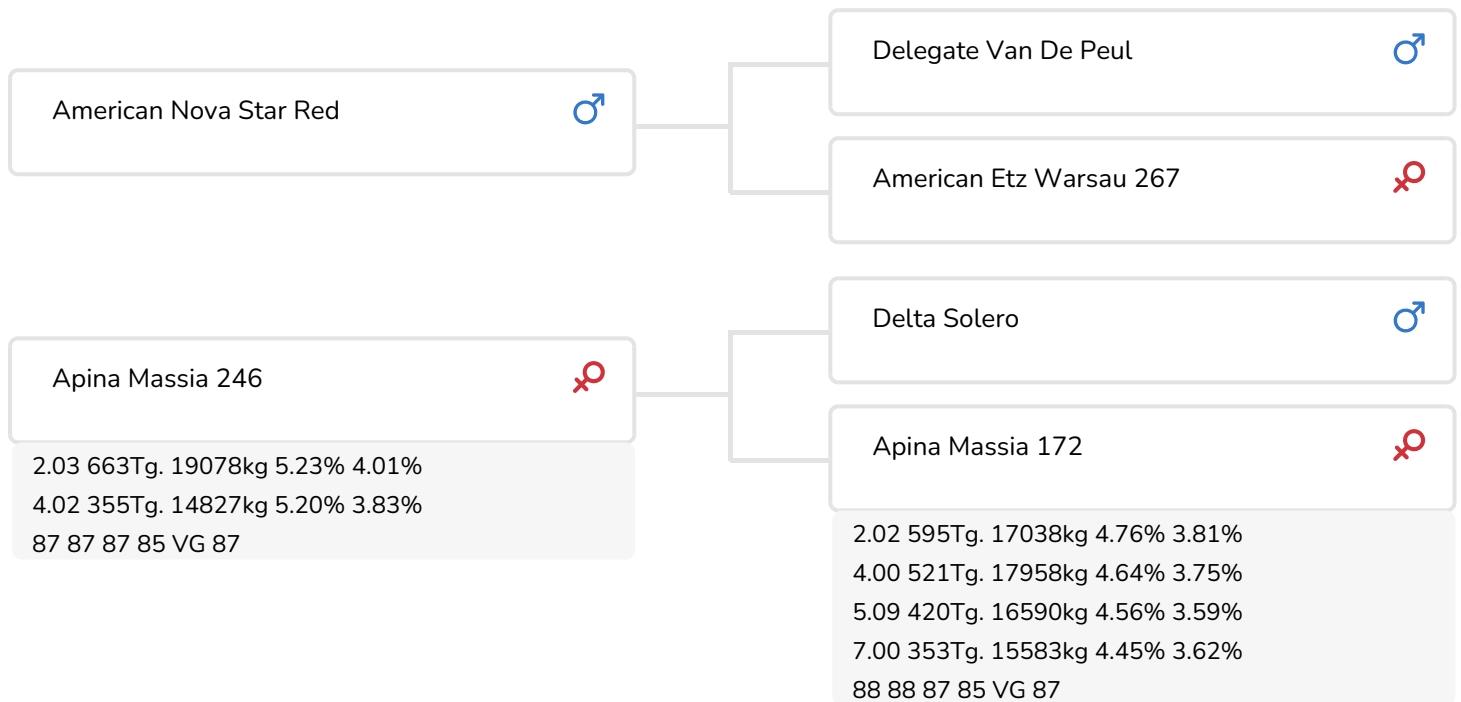 American Nova Star Red
Delegate Van De Peul
American Etz Warsau 267
Apina Massia 246
2.03 663Tg. 19078kg 5.23% 4.01%
4.02 355Tg. 14827kg 5.20% 3.83%
87 87 87 85 VG 87
Delta Solero
Apina Massia 172
2.02 595Tg. 17038kg 4.76% 3.81%
4.00 521Tg. 17958kg 4.64% 3.75%
5.09 420Tg. 16590kg 4.56% 3.59%
7.00 353Tg. 15583kg 4.45% 3.62%
88 88 87 85 VG 87